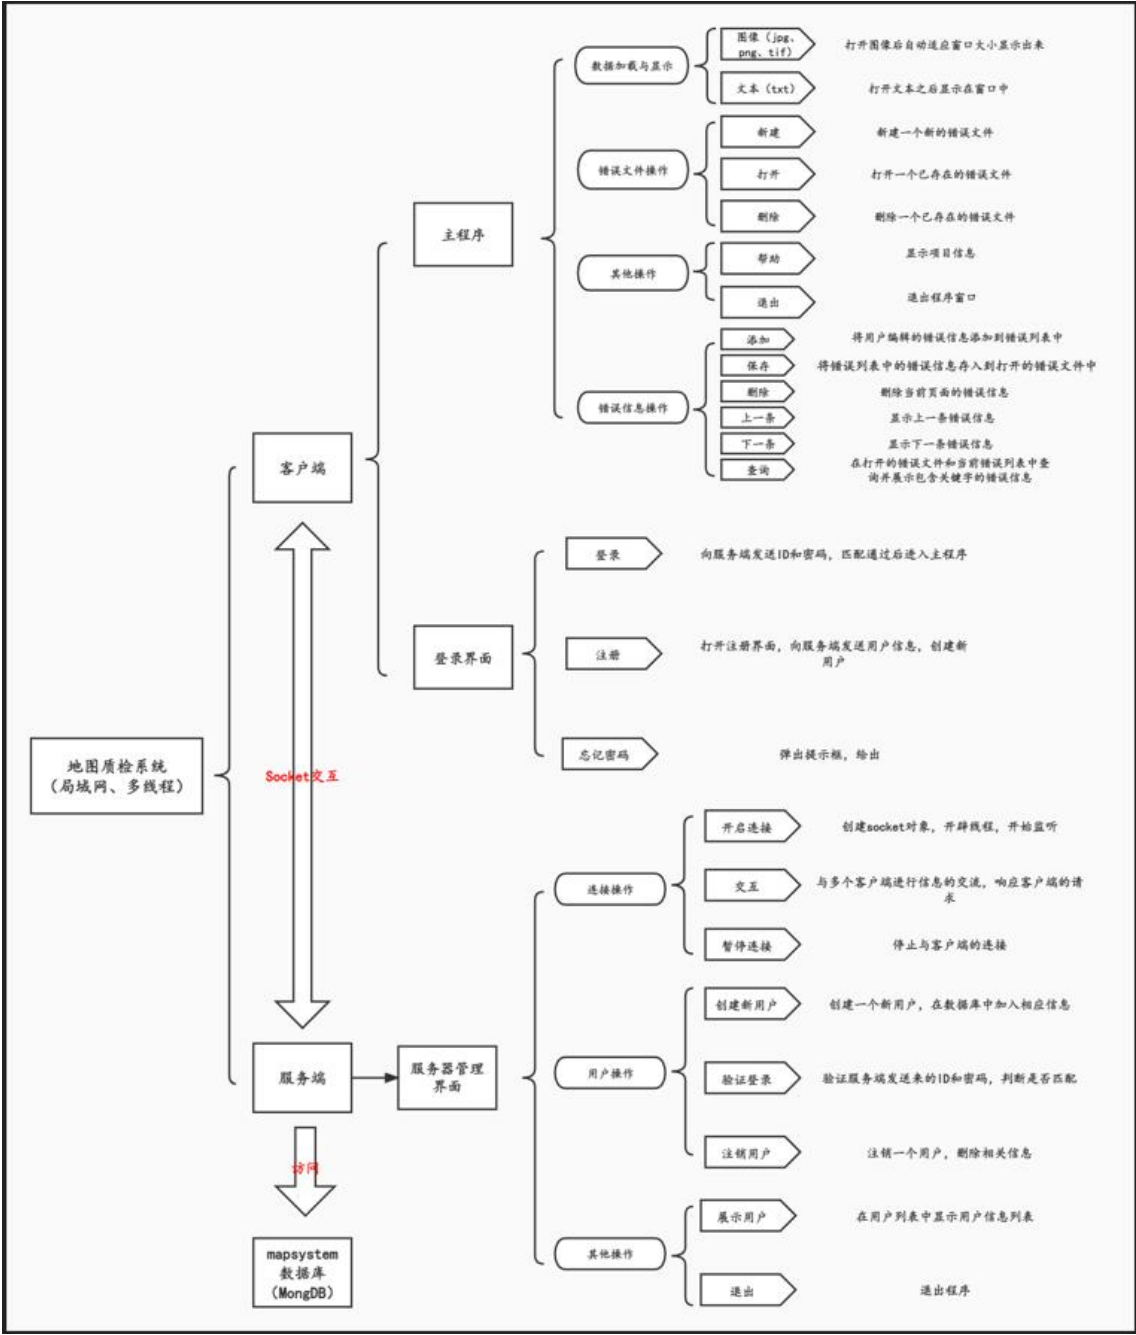 图像（jpg、
png、tif）
打开图像后自动适应窗口大小显示出来
数据加载与显示
文本（txt）
打开文本之后显示在窗口中
新建
新建一个新的错误文件
错误文件操作
打开
打开一个已存在的错误文件
删除
删除一个已存在的错误文件
主程序
帮助
显示项目信息
其他操作
退出
退出程序窗口
添加
将用户编辑的错误信息添加到错误列表中
保存
将错误列表中的错误信息存入到打开的错误文件中
删除
删除当前页面的错误信息
错误信息操作
上一条
显示上一条错误信息
下一条
显示下一条错误信息
查询
在打开的错误文件和当前错误列表中查
询并展示包含关键字的错误信息
客户端
登录
向服务端发送ID和密码，匹配通过后进入主程序
登录界面
注册
打开注册界面，向服务端发送用户信息，创建新
用户
忘记密码
弹出提示框，给出
地图质检系统
（局域网、多线程）
Socket交互
开启连接
创建socket对象，开辟线程，开始监听
连接操作
交互
与多个客户端进行信息的交流，响应客户端的请
求
暂停连接
停止与客户端的连接
创建新用户
创建一个新用户，在数据库中加入相应信息
服务端
服务器管理
界面
用户操作
验证登录
验证服务端发送来的ID和密码，判断是否匹配
注销用户
注销一个用户，删除相关信息
访问
展示用户
在用户列表中显示用户信息列表
其他操作
退出
退出程序
mapsystem
数据库
（MongDB）